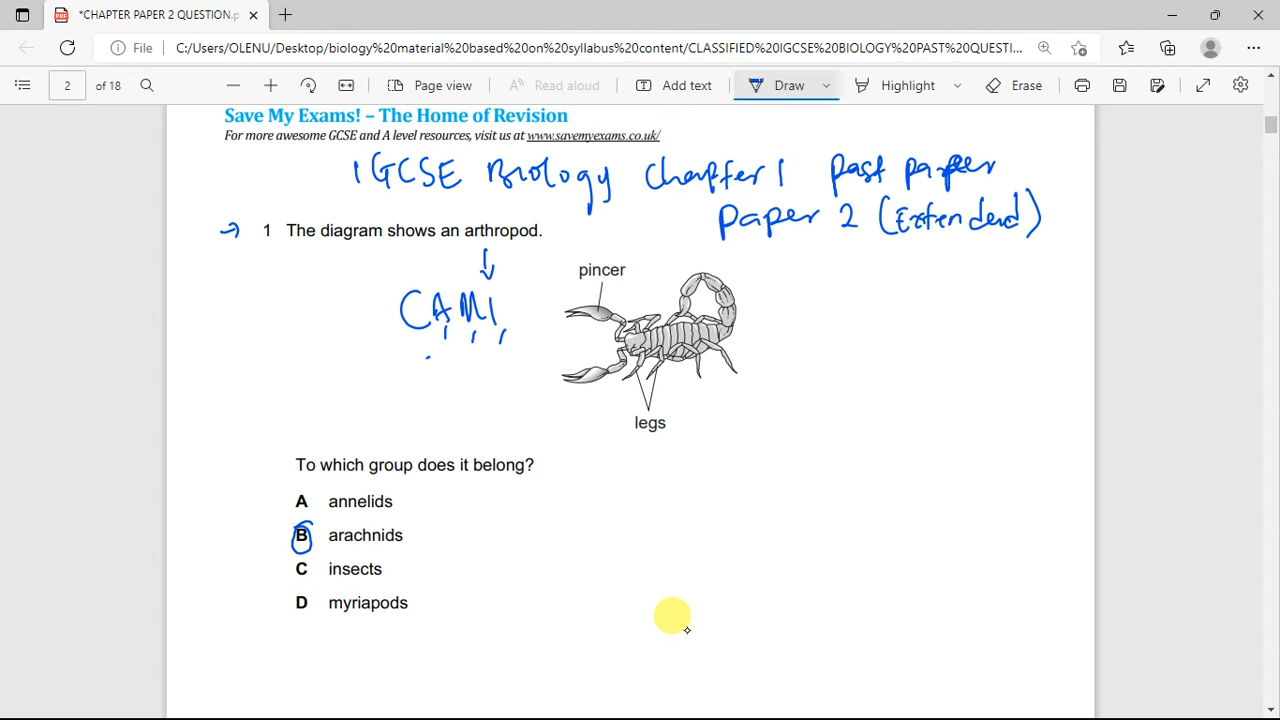 *CHAPTER PAPER 2 QUESTION.p
File
C:/Users/OLENU/Desktop/biology%20material%20based%20on%20syllabus%20content/CLASSIFIED%20IGCSE%20BIOLOGY%20PAST%20QUESTI...
2 of 18
Page view
Read aloud
Add text
Draw
Highlight
Erase
Save My Exams! – The Home of Revision
For more awesome GCSE and A level resources, visit us at www.savemyexams.co.uk/
IGCSE Biology Chapter 1 Past paper
Paper 2 (Extended)
1 The diagram shows an arthropod.
CAMI
pincer
legs
To which group does it belong?
A annelids
B arachnids
C insects
D myriapods